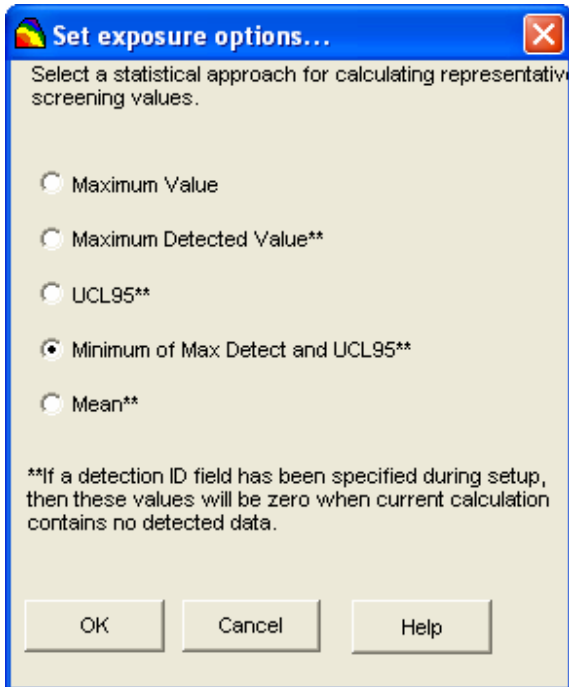 Set exposure options...
Select a statistical approach for calculating representativ
screening values.
Maximum Value
Maximum Detected Value**
UCL95**
Minimum of Max Detect and UCL95**
Mean**
**If a detection ID field has been specified during setup,
then these values will be zero when current calculation
contains no detected data.
OK Cancel Help